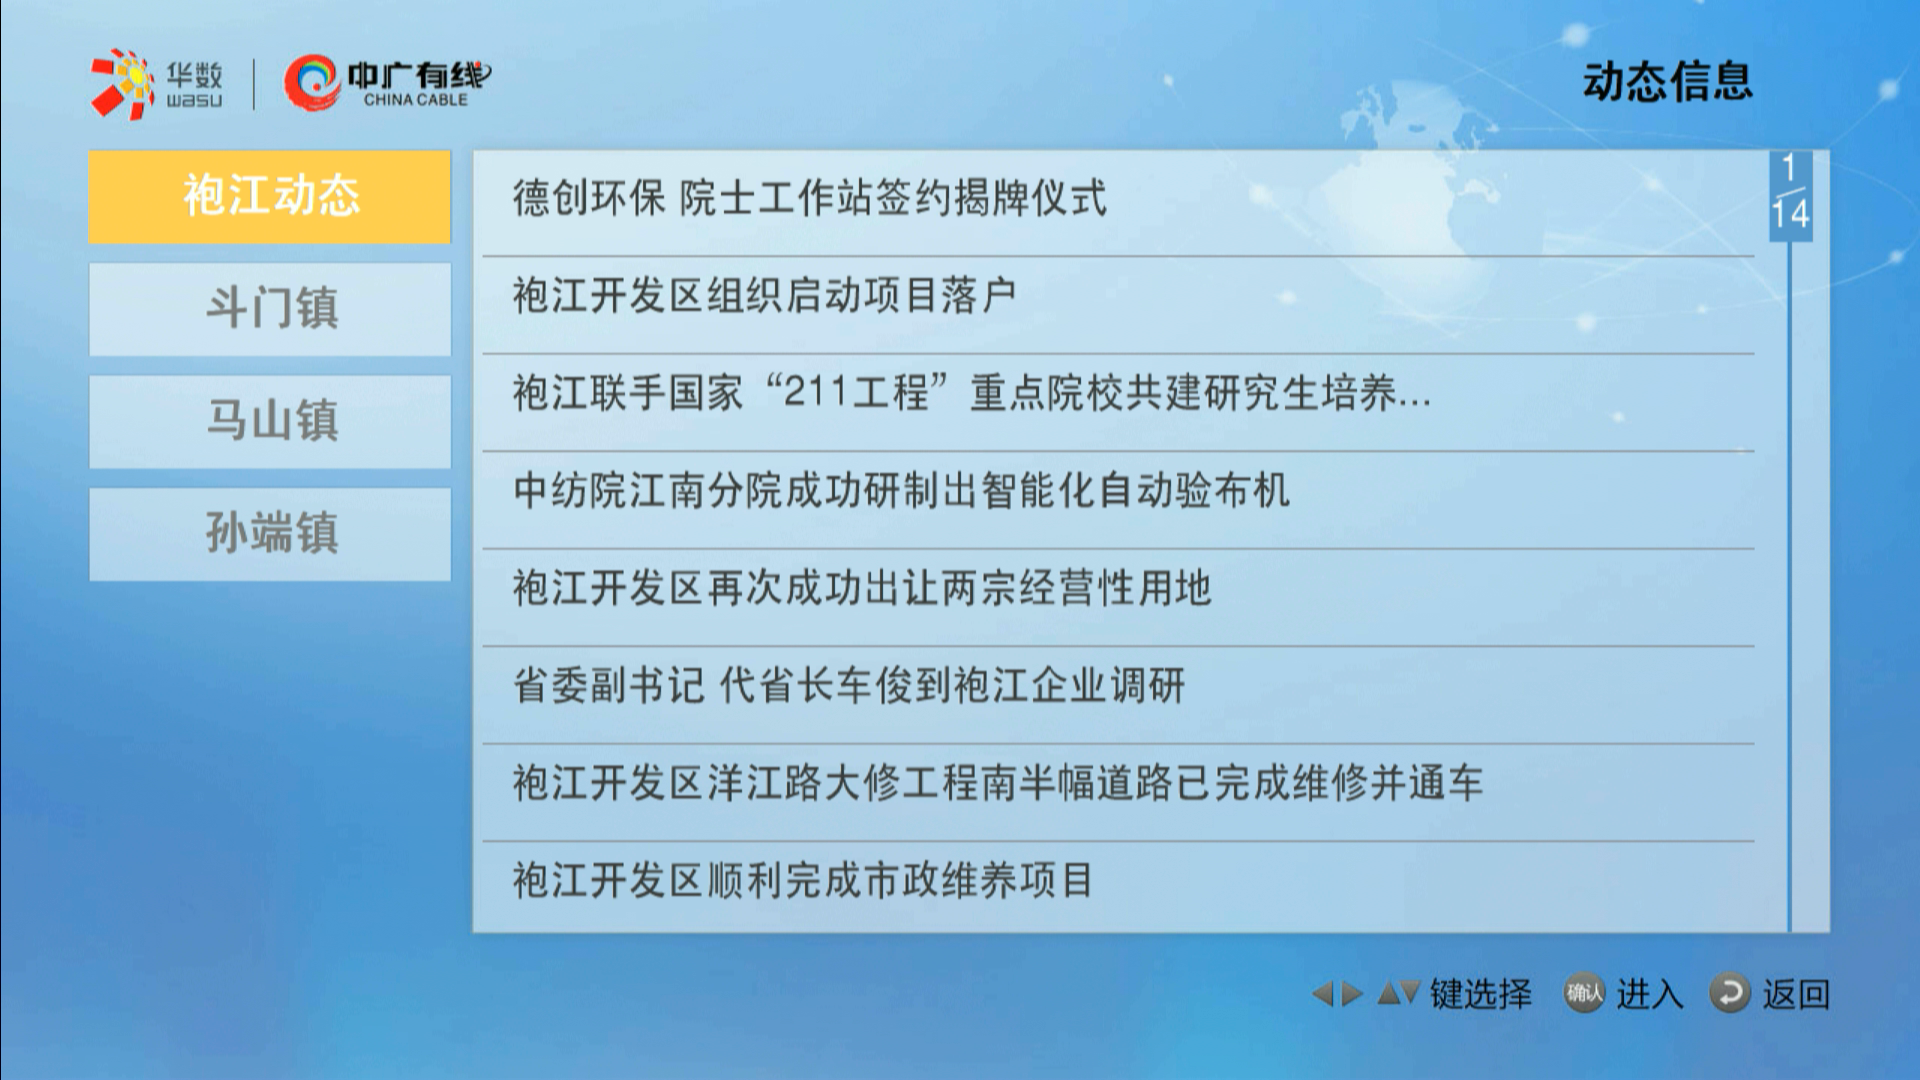 华数
wasu
中广有线
CHINA CABLE
动态信息
袍江动态
斗门镇
马山镇
孙端镇
德创环保 院士工作站签约揭牌仪式
袍江开发区组织启动项目落户
袍江联手国家“211工程”重点院校共建研究生培养...
中纺院江南分院成功研制出智能化自动验布机
袍江开发区再次成功出让两宗经营性用地
省委副书记 代省长车俊到袍江企业调研
袍江开发区洋江路大修工程南半幅道路已完成维修并通车
袍江开发区顺利完成市政维养项目
1/14
键选择 确认 进入 返回